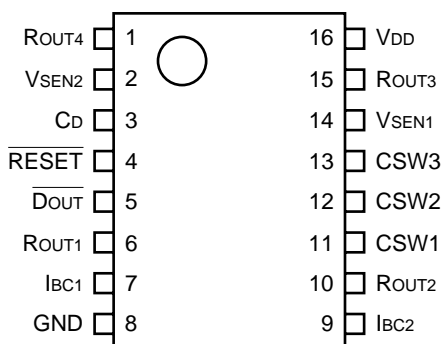 ROUT4 1 16 VDD
VSEN2 2 15 ROUT3
CD 3 14 VSEN1
RESET 4 13 CSW3
DOUT 5 12 CSW2
ROUT1 6 11 CSW1
IBC1 7 10 ROUT2
GND 8 9 IBC2